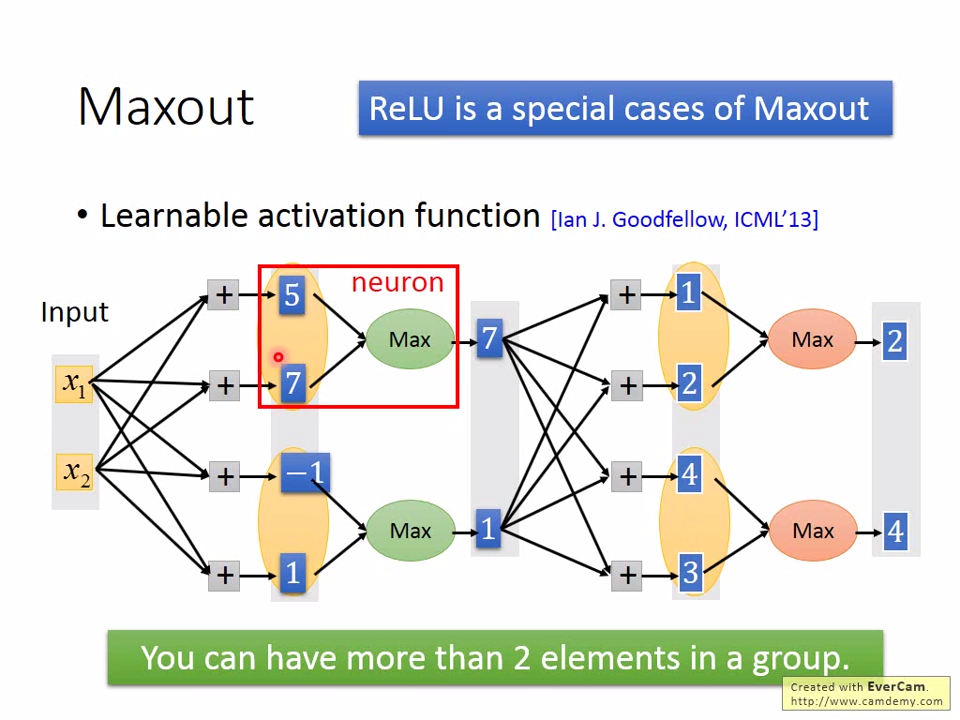 Maxout
ReLU is a special cases of Maxout
• Learnable activation function [Ian J. Goodfellow, ICML’13]
Input
neuron
x₁
x₂
+
+
+
+
5
7
−1
1
Max
Max
7
1
+
+
+
+
1
2
4
3
Max
Max
2
4
You can have more than 2 elements in a group.
Created with EverCam.
http://www.camdemy.com